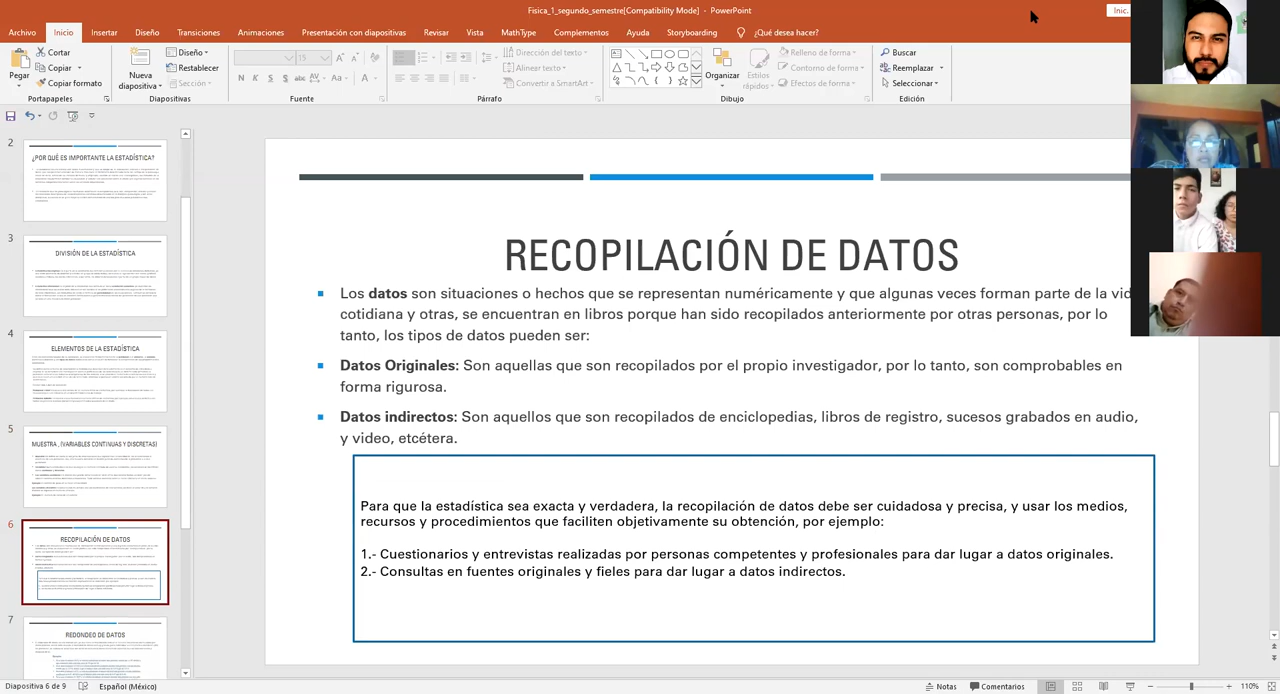 Fisica_1_segundo_semestre[Compatibility Mode] - PowerPoint
Inic.
Archivo Inicio Insertar Diseño Transiciones Animaciones Presentación con diapositivas Revisar Vista MathType Complementos Ayuda Storyboarding ¿Qué desea hacer?
Pegar
Cortar
Copiar
Copiar formato
Portapapeles
Nueva diapositiva
Diseño
Restablecer
Sección
Diapositivas
15
N K S S abc AV Aa A
Fuente
Dirección del texto
Alinear texto
Convertir a SmartArt
Párrafo
Organizar
Estilos rápidos
Relleno de forma
Contorno de forma
Efectos de forma
Dibujo
Buscar
Reemplazar
Seleccionar
Edición
2
¿POR QUÉ ES IMPORTANTE LA ESTADÍSTICA?
3
DIVISIÓN DE LA ESTADÍSTICA
4
ELEMENTOS DE LA ESTADÍSTICA
5
MUESTRA , (VARIABLES CONTINUAS Y DISCRETAS)
6
RECOPILACIÓN DE DATOS
7
REDONDEO DE DATOS
RECOPILACIÓN DE DATOS
Los datos son situaciones o hechos que se representan numéricamente y que algunas veces forman parte de la vid
cotidiana y otras, se encuentran en libros porque han sido recopilados anteriormente por otras personas, por lo
tanto, los tipos de datos pueden ser:
Datos Originales: Son aquellas que son recopilados por el propio investigador, por lo tanto, son comprobables en
forma rigurosa.
Datos indirectos: Son aquellos que son recopilados de enciclopedias, libros de registro, sucesos grabados en audio,
y video, etcétera.
Para que la estadística sea exacta y verdadera, la recopilación de datos debe ser cuidadosa y precisa, y usar los medios,
recursos y procedimientos que faciliten objetivamente su obtención, por ejemplo:
1.- Cuestionarios o entrevistas realizadas por personas competentes y profesionales para dar lugar a datos originales.
2.- Consultas en fuentes originales y fieles para dar lugar a datos indirectos.
Diapositiva 6 de 9 Español (México)
Notas Comentarios 110%